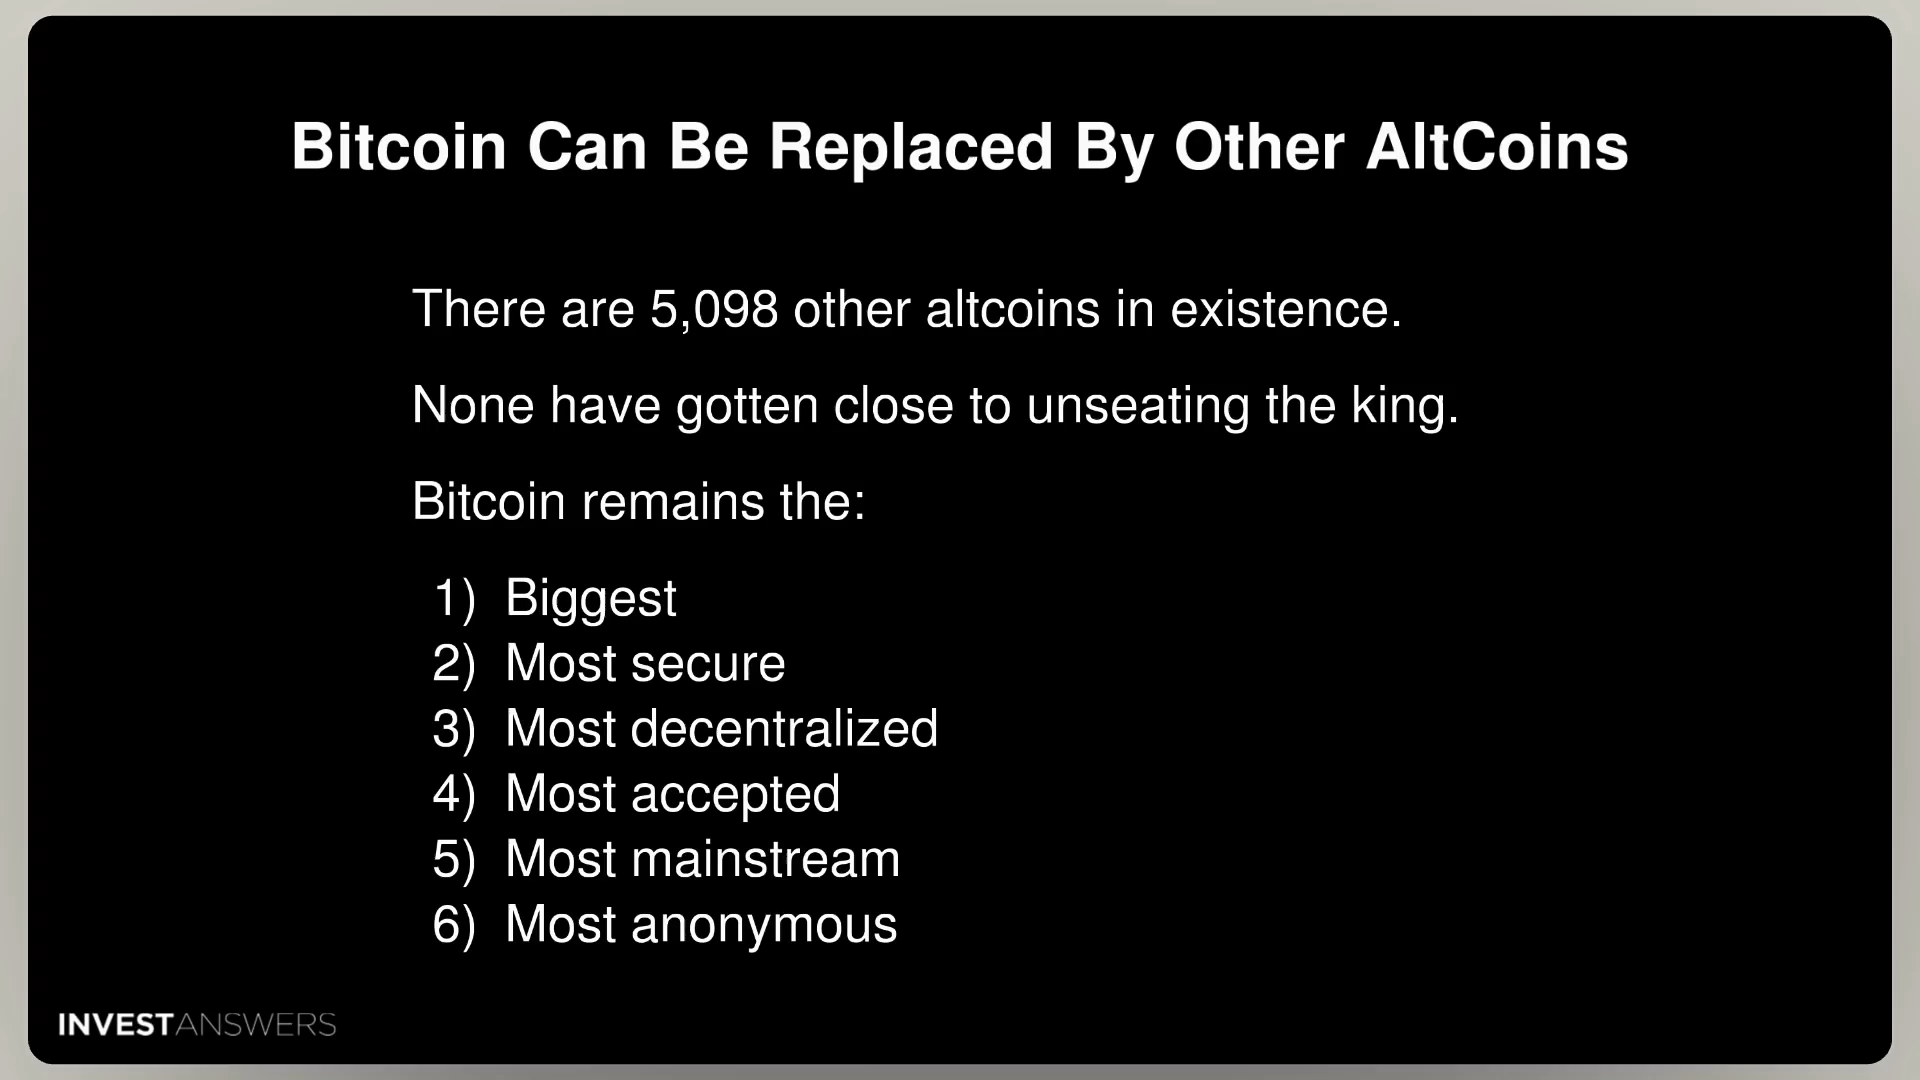 Bitcoin Can Be Replaced By Other AltCoins
There are 5,098 other altcoins in existence.
None have gotten close to unseating the king.
Bitcoin remains the:
1) Biggest
2) Most secure
3) Most decentralized
4) Most accepted
5) Most mainstream
6) Most anonymous
INVESTANSWERS